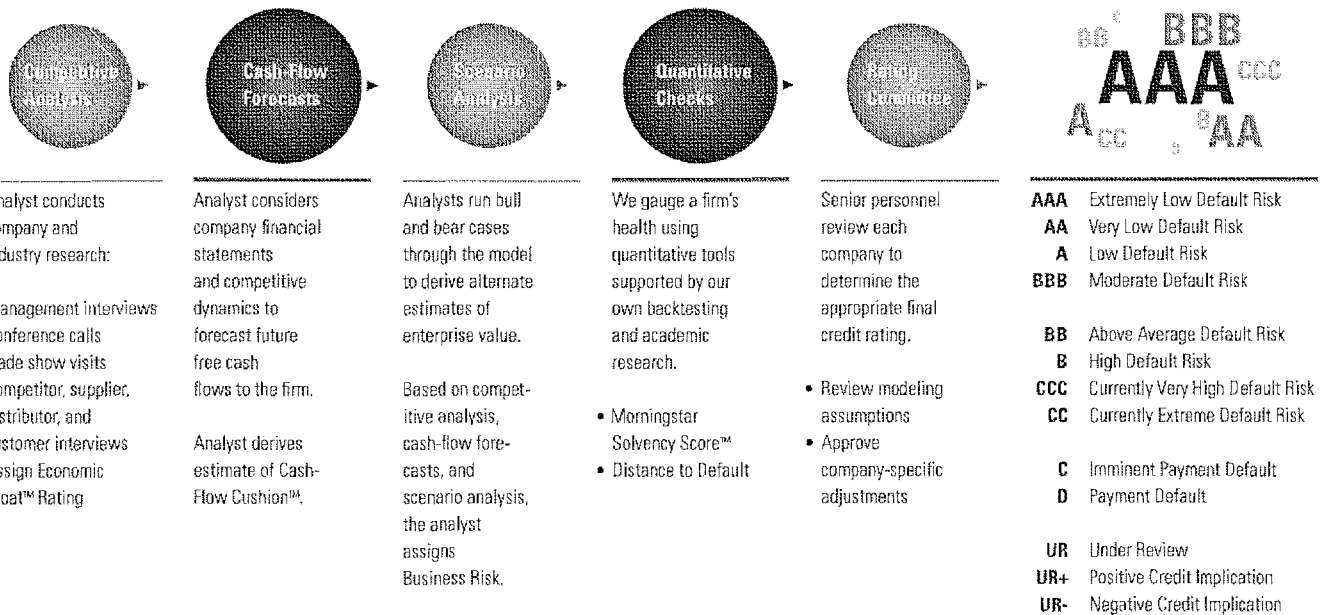 Competitive
Analysis
nalyst conducts
ompany and
dustry research:
anagement interviews
onference calls
ade show visits
ompetitor, supplier,
stributor, and
ustomer interviews
ssign Economic
oat™ Rating
Cash-Flow
Forecasts
Analyst considers
company financial
statements
and competitive
dynamics to
forecast future
free cash
flows to the firm.
Analyst derives
estimate of Cash-
Flow Cushion™.
Scenario
Analysis
Analysts run bull
and bear cases
through the model
to derive alternate
estimates of
enterprise value.
Based on compet-
itive analysis,
cash-flow fore-
casts, and
scenario analysis,
the analyst
assigns
Business Risk.
Quantitative
Checks
We gauge a firm's
health using
quantitative tools
supported by our
own backtesting
and academic
research.
• Morningstar
Solvency Score™
• Distance to Default
Rating
Committee
Senior personnel
review each
company to
determine the
appropriate final
credit rating.
• Review modeling
assumptions
• Approve
company-specific
adjustments
C
BB BBB
AAA CCC
A CC B AA
AAA Extremely Low Default Risk
AA Very Low Default Risk
A Low Default Risk
BBB Moderate Default Risk
BB Above Average Default Risk
B High Default Risk
CCC Currently Very High Default Risk
CC Currently Extreme Default Risk
C Imminent Payment Default
D Payment Default
UR Under Review
UR+ Positive Credit Implication
UR- Negative Credit Implication